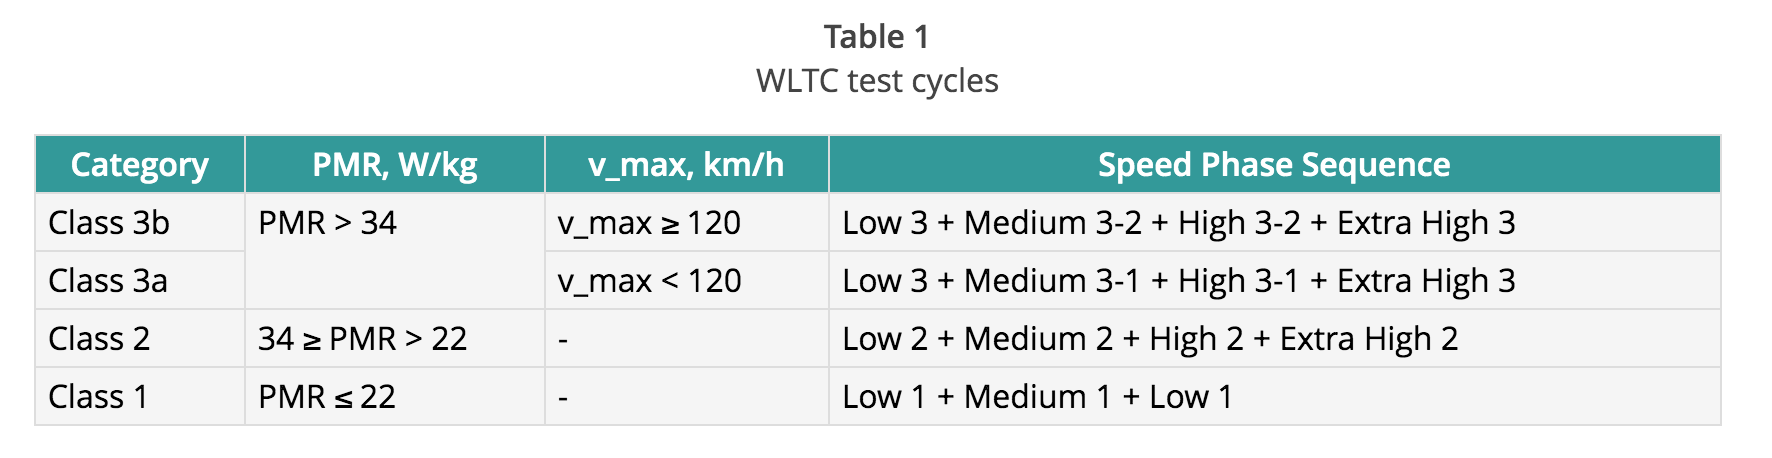 Table 1
WLTC test cycles
Category PMR, W/kg v_max, km/h Speed Phase Sequence
Class 3b PMR > 34 v_max ≥ 120 Low 3 + Medium 3-2 + High 3-2 + Extra High 3
Class 3a v_max < 120 Low 3 + Medium 3-1 + High 3-1 + Extra High 3
Class 2 34 ≥ PMR > 22 - Low 2 + Medium 2 + High 2 + Extra High 2
Class 1 PMR ≤ 22 - Low 1 + Medium 1 + Low 1